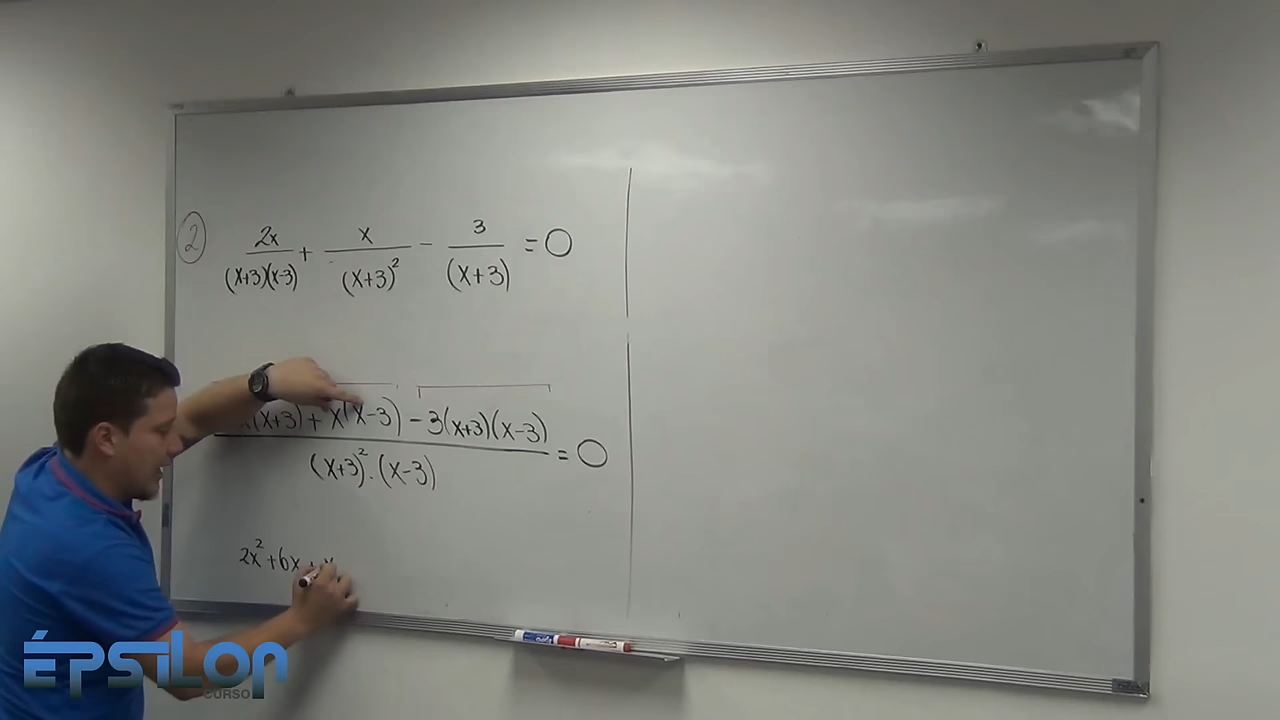 2
2x/(x+3)(x-3) + x/(x+3)² - 3/(x+3) = 0
x(x+3) + x(x-3) - 3(x+3)(x-3)/(x+3)².(x-3) = 0
2x² + 6x + x
ÉPSILON
CURSO